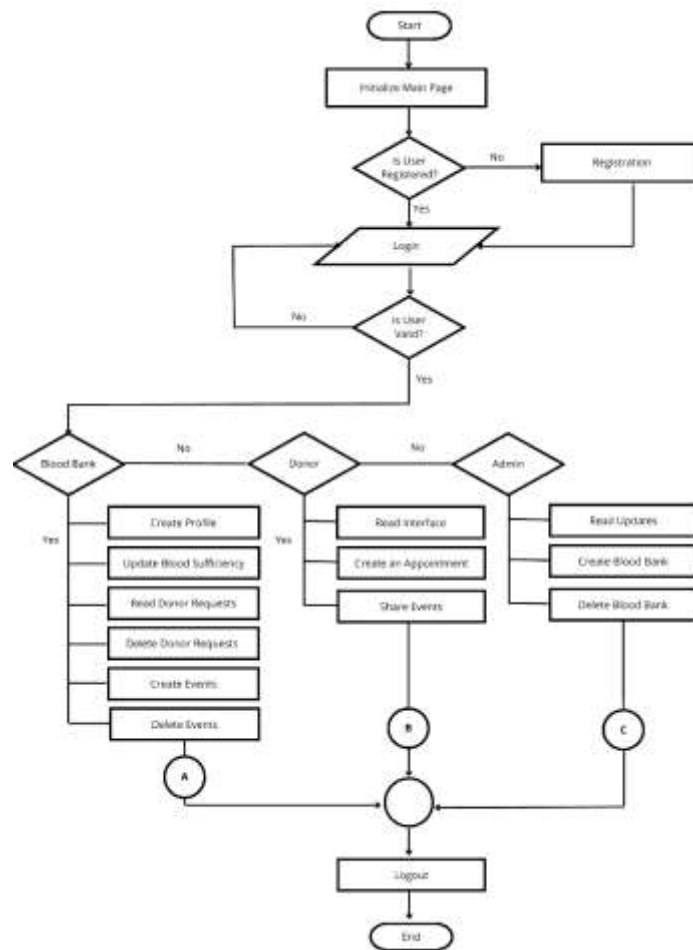 Start
Initialize Main Page
Is User
Registered?
No
Registration
Yes
Login
Is User
Valid?
No
Yes
Blood Bank
No
Donor
No
Admin
Yes
Create Profile
Update Blood Sufficiency
Read Donor Requests
Delete Donor Requests
Create Events
Delete Events
Yes
Read Interface
Create an Appointment
Share Events
Read Updates
Create Blood Bank
Delete Blood Bank
A
B
C
Logout
End